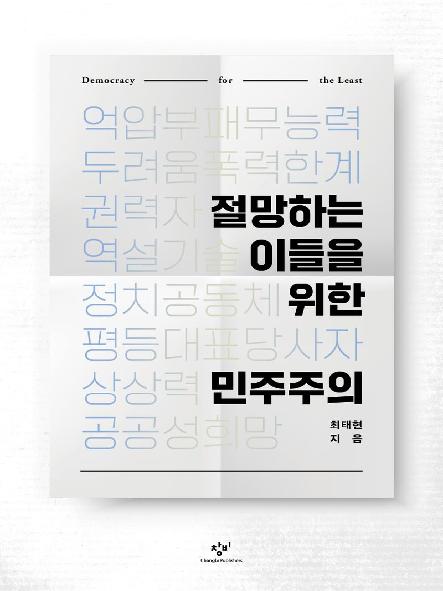 Democracy for the Least
억압부패무능력
두려움폭력한계
권력자 절망하는
역설기술 이들을
정치공동체 위한
평등대표당사자
상상력 민주주의
공공성희망
최태현
지음
창비
Changbi Publishers